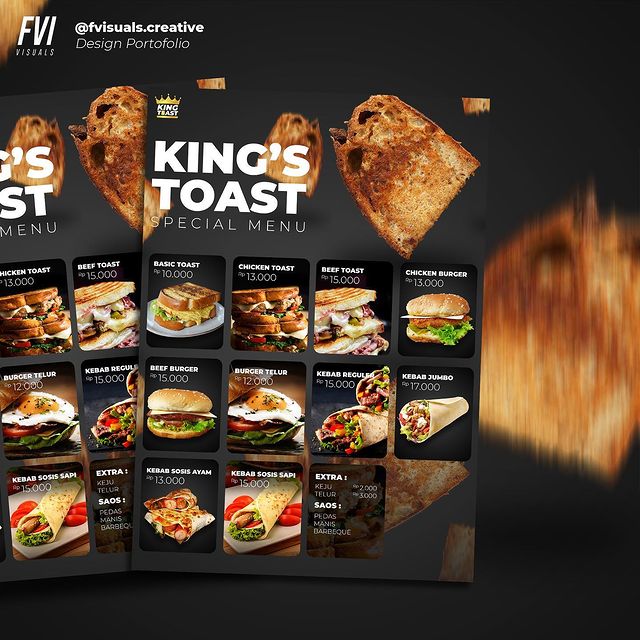 FVI
VISUALS
@fvisuals.creative
Design Portofolio
G'S
ST
MENU
HICKEN TOAST
13.000
BEEF TOAST
Rp 15.000
BURGER TELUR
12.000
KEBAB REGUL
Rp 15.000
KEBAB SOSIS SAPI
Rp 15.000
EXTRA :
KEJU
TELUR
SAOS :
PEDAS
MANIS
BARBEQU
KING
TOAST
KING'S
TOAST
SPECIAL MENU
BASIC TOAST
Rp 10.000
CHICKEN TOAST
Rp 13.000
BEEF TOAST
Rp 15.000
CHICKEN BURGER
Rp 13.000
BEEF BURGER
Rp 15.000
BURGER TELUR
Rp 12.000
KEBAB REGULER
Rp 15.000
KEBAB JUMBO
Rp 17.000
KEBAB SOSIS AYAM
Rp 13.000
KEBAB SOSIS SAPI
Rp 15.000
EXTRA :
KEJU Rp 2.000
TELUR Rp 3.000
SAOS :
PEDAS
MANIS
BARBEQUE